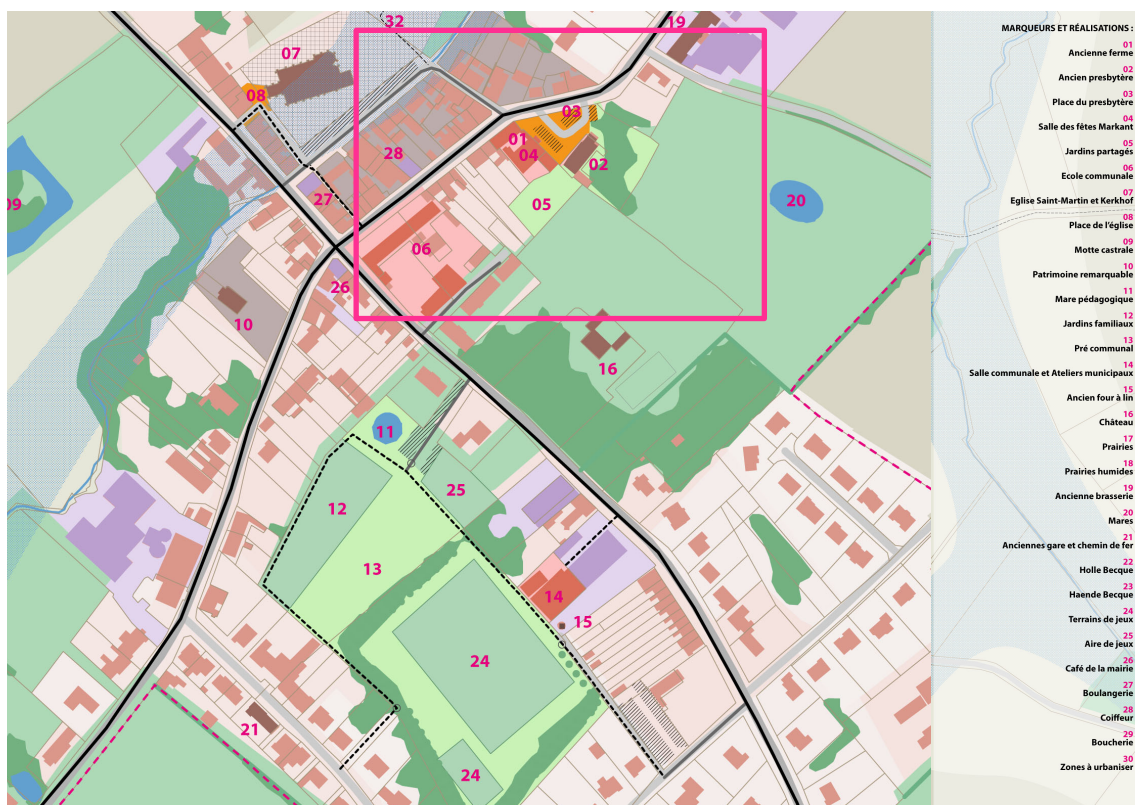 32
19
07
08
03
01
04
02
28
27
05
20
09
06
26
10
16
11
25
12
13
14
15
24
21
24
MARQUEURS ET RÉALISATIONS :
01
Ancienne ferme
02
Ancien presbytère
03
Place du presbytère
04
Salle des fêtes Markant
05
Jardins partagés
06
Ecole communale
07
Eglise Saint-Martin et Kerkhof
08
Place de l'église
09
Motte castrale
10
Patrimoine remarquable
11
Mare pédagogique
12
Jardins familiaux
13
Pré communal
14
Salle communale et Ateliers municipaux
15
Ancien four à lin
16
Château
17
Prairies
18
Prairies humides
19
Ancienne brasserie
20
Mares
21
Anciennes gare et chemin de fer
22
Holle Becque
23
Haende Becque
24
Terrains de jeux
25
Aire de jeux
26
Café de la mairie
27
Boulangerie
28
Coiffeur
29
Boucherie
30
Zones à urbaniser